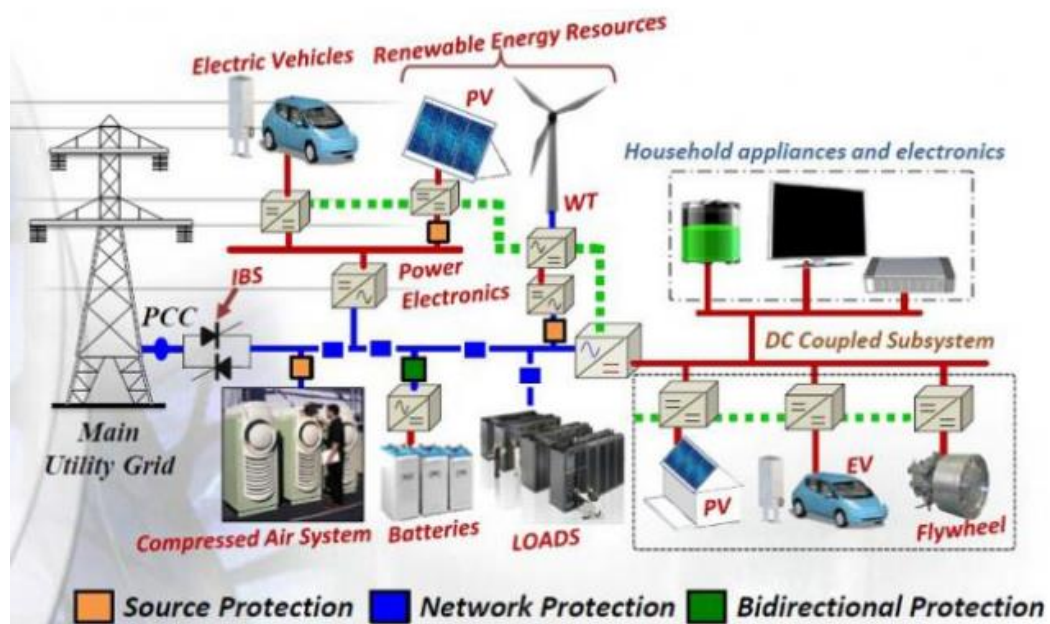 Renewable Energy Resources
Electric Vehicles
PV
Household appliances and electronics
WT
Power
Electronics
IBS
PCC
DC Coupled Subsystem
Main
Utility Grid
EV
PV
Flywheel
Compressed Air System
Batteries
LOADS
Source Protection
Network Protection
Bidirectional Protection